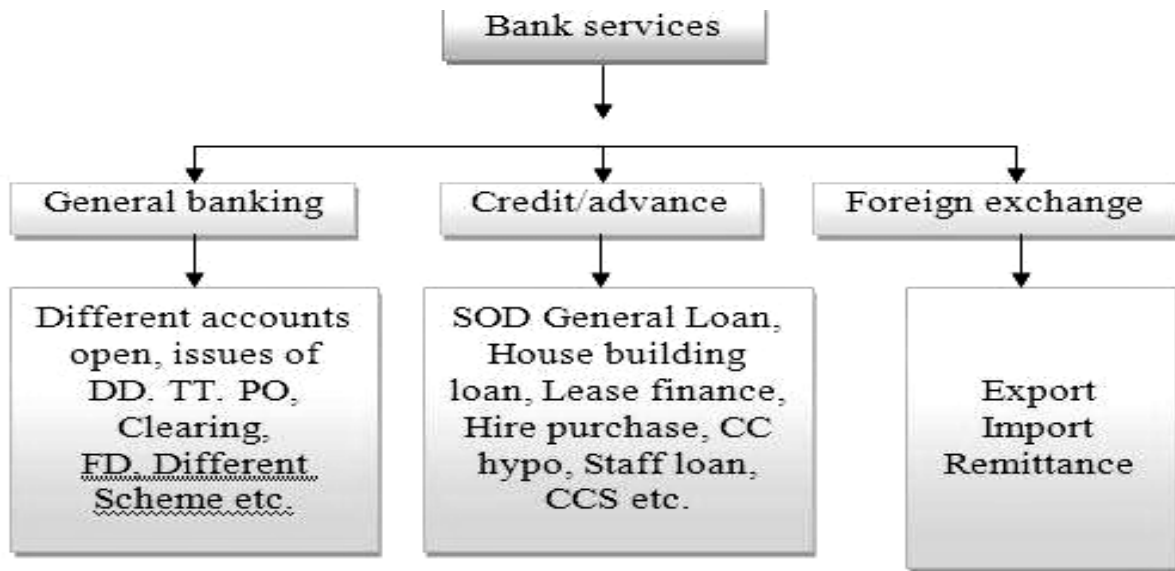 Bank services
General banking
Credit/advance
Foreign exchange
Different accounts
open, issues of
DD. TT. PO,
Clearing,
FD. Different
Scheme etc.
SOD General Loan,
House building
loan, Lease finance,
Hire purchase, CC
hypo, Staff loan,
CCS etc.
Export
Import
Remittance